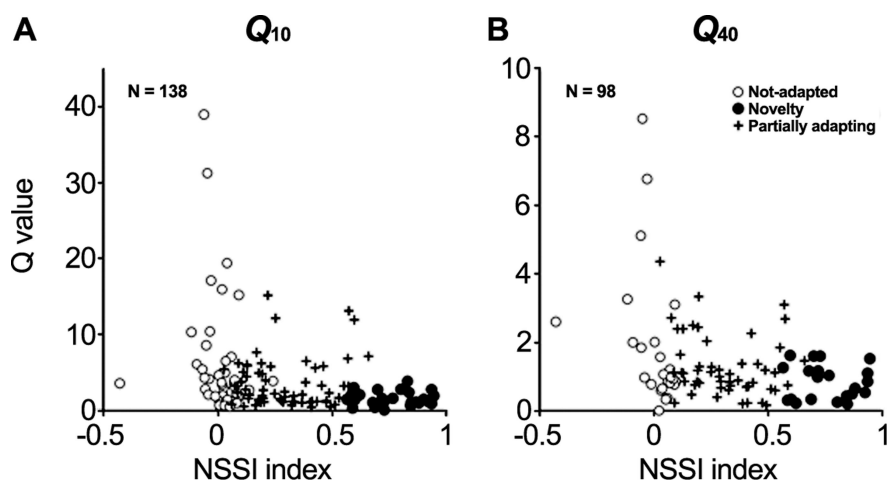 A
Q10
N = 138
Q value
40
30
20
10
0
-0.5
0
0.5
1
NSSI index
B
Q40
N = 98
Not-adapted
Novelty
Partially adapting
10
8
6
4
2
0
-0.5
0
0.5
1
NSSI index